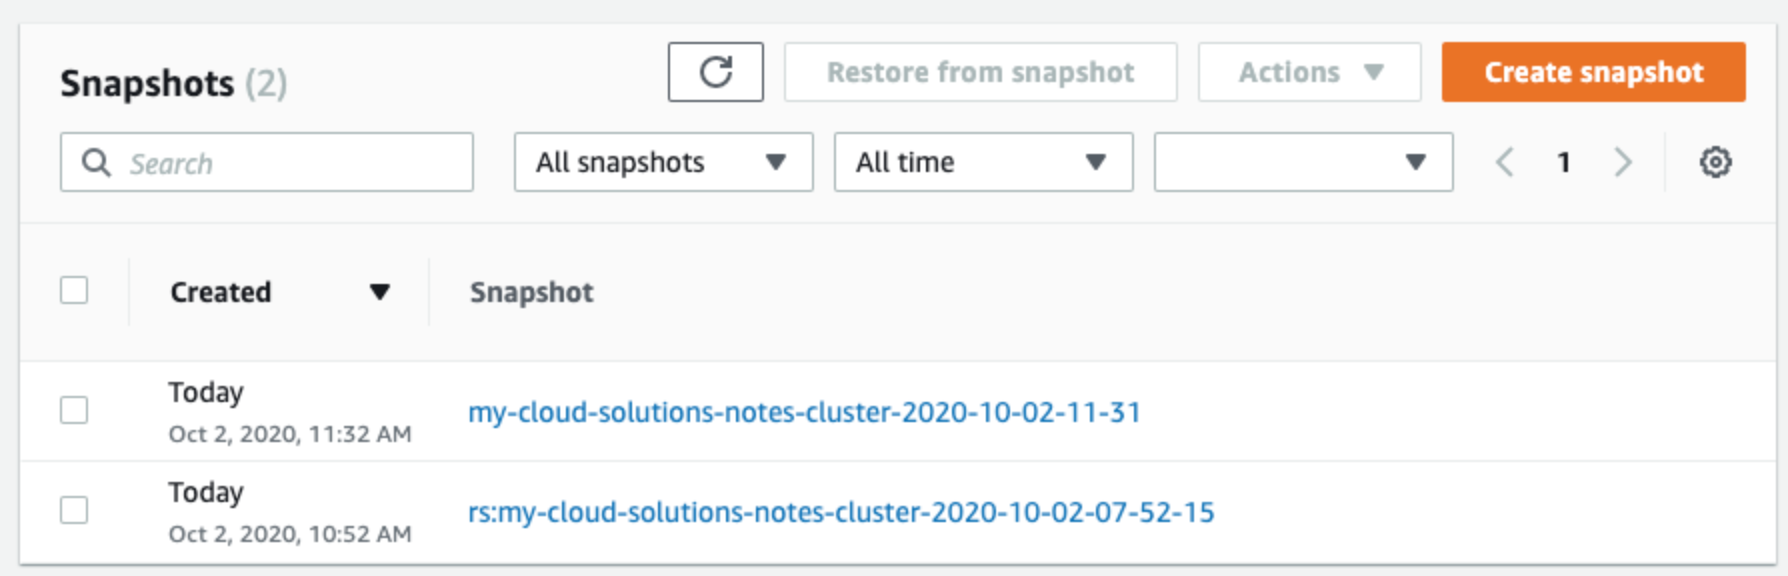 Snapshots (2)
Restore from snapshot
Actions
Create snapshot
Search
All snapshots
All time
1
Created
Snapshot
Today
Oct 2, 2020, 11:32 AM
my-cloud-solutions-notes-cluster-2020-10-02-11-31
Today
Oct 2, 2020, 10:52 AM
rs:my-cloud-solutions-notes-cluster-2020-10-02-07-52-15